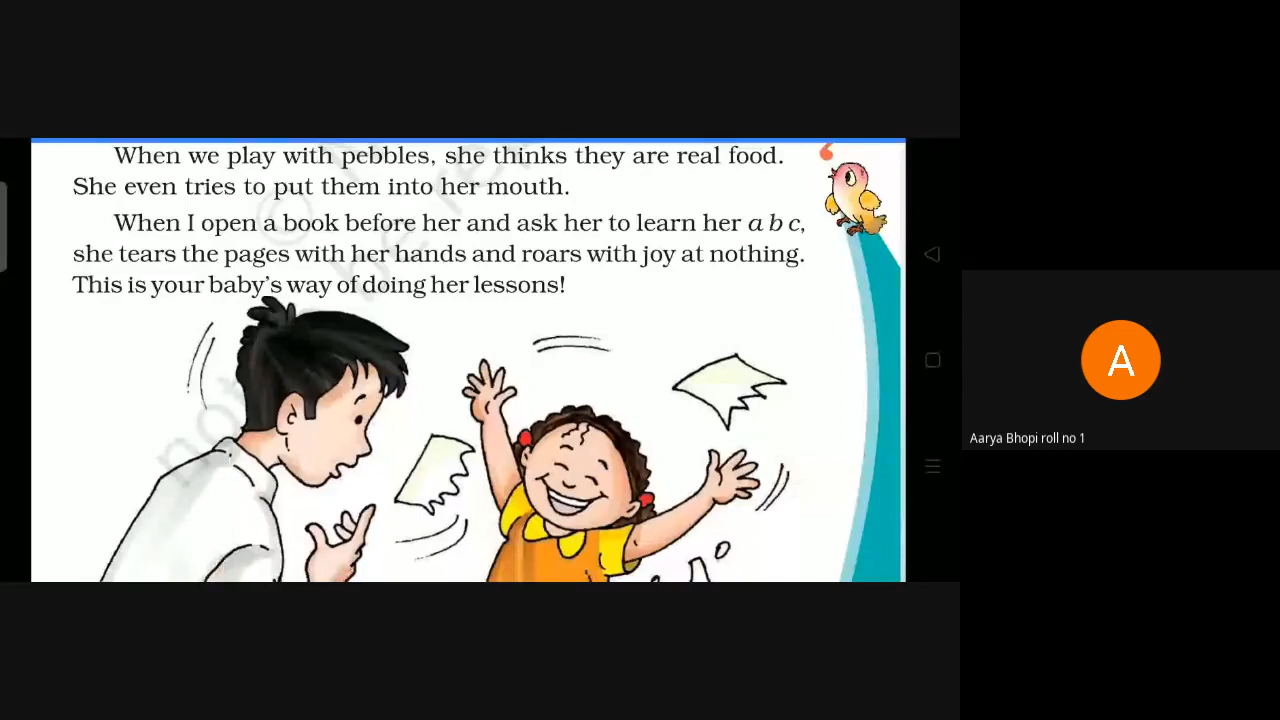 When we play with pebbles, she thinks they are real food.
She even tries to put them into her mouth.
When I open a book before her and ask her to learn her a b c,
she tears the pages with her hands and roars with joy at nothing.
This is your baby's way of doing her lessons!
A
Aarya Bhopi roll no 1